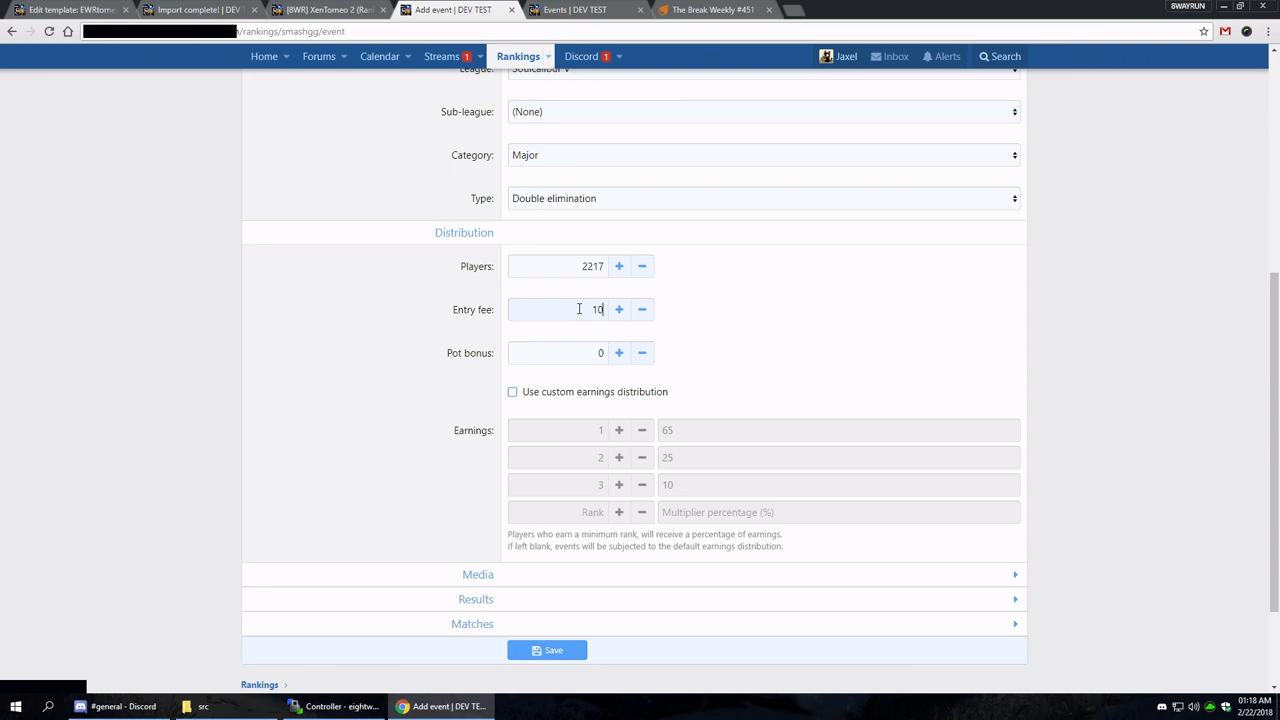 Edit template: EWRtome
Import complete! | DEV T
[8WR] XenTomeo 2 (Ran
Add event | DEV TEST
Events | DEV TEST
The Break Weekly #451 -
8WAYRUN
/rankings/smashgg/event
Home Forums Calendar Streams 1 Rankings Discord 1 Jaxel Inbox Alerts Search
League: Soulcalibur V
Sub-league: (None)
Category: Major
Type: Double elimination
Distribution
Players: 2217
Entry fee: 10
Pot bonus: 0
Use custom earnings distribution
Earnings: 1 65
2 25
3 10
Rank Multiplier percentage (%)
Players who earn a minimum rank, will receive a percentage of earnings.
If left blank, events will be subjected to the default earnings distribution.
Media
Results
Matches
Save
Rankings
#general - Discord
src
Controller - eightw...
Add event | DEV TE...
01:18 AM
2/22/2018